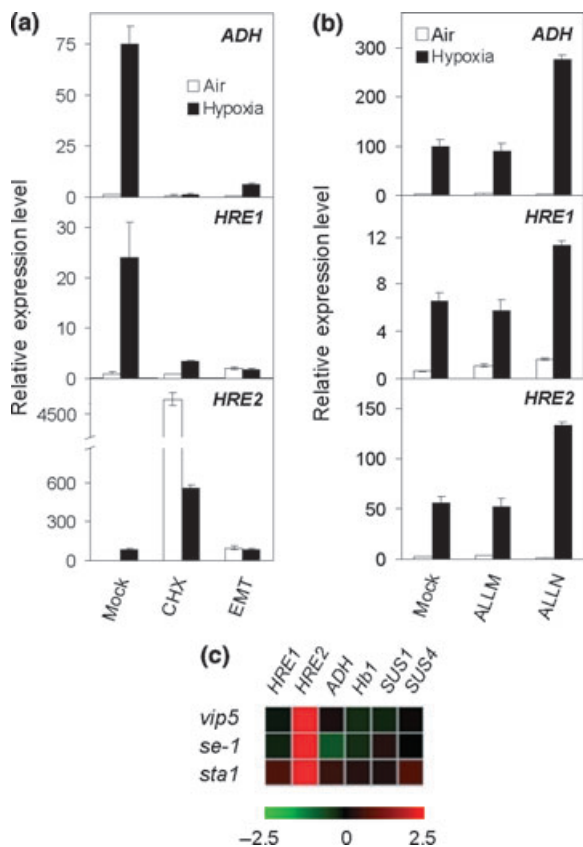 (a)
ADH
Air
Hypoxia
75
50
25
0
HRE1
30
20
10
0
HRE2
4500
600
300
0
Relative expression level
Mock
CHX
EMT
(b)
ADH
Air
Hypoxia
300
200
100
0
HRE1
12
8
4
0
HRE2
150
100
50
0
Relative expression level
Mock
ALLM
ALLN
(c)
HRE1
HRE2
ADH
Hb1
SUS1
SUS4
vip5
se-1
sta1
−2.5 0 2.5